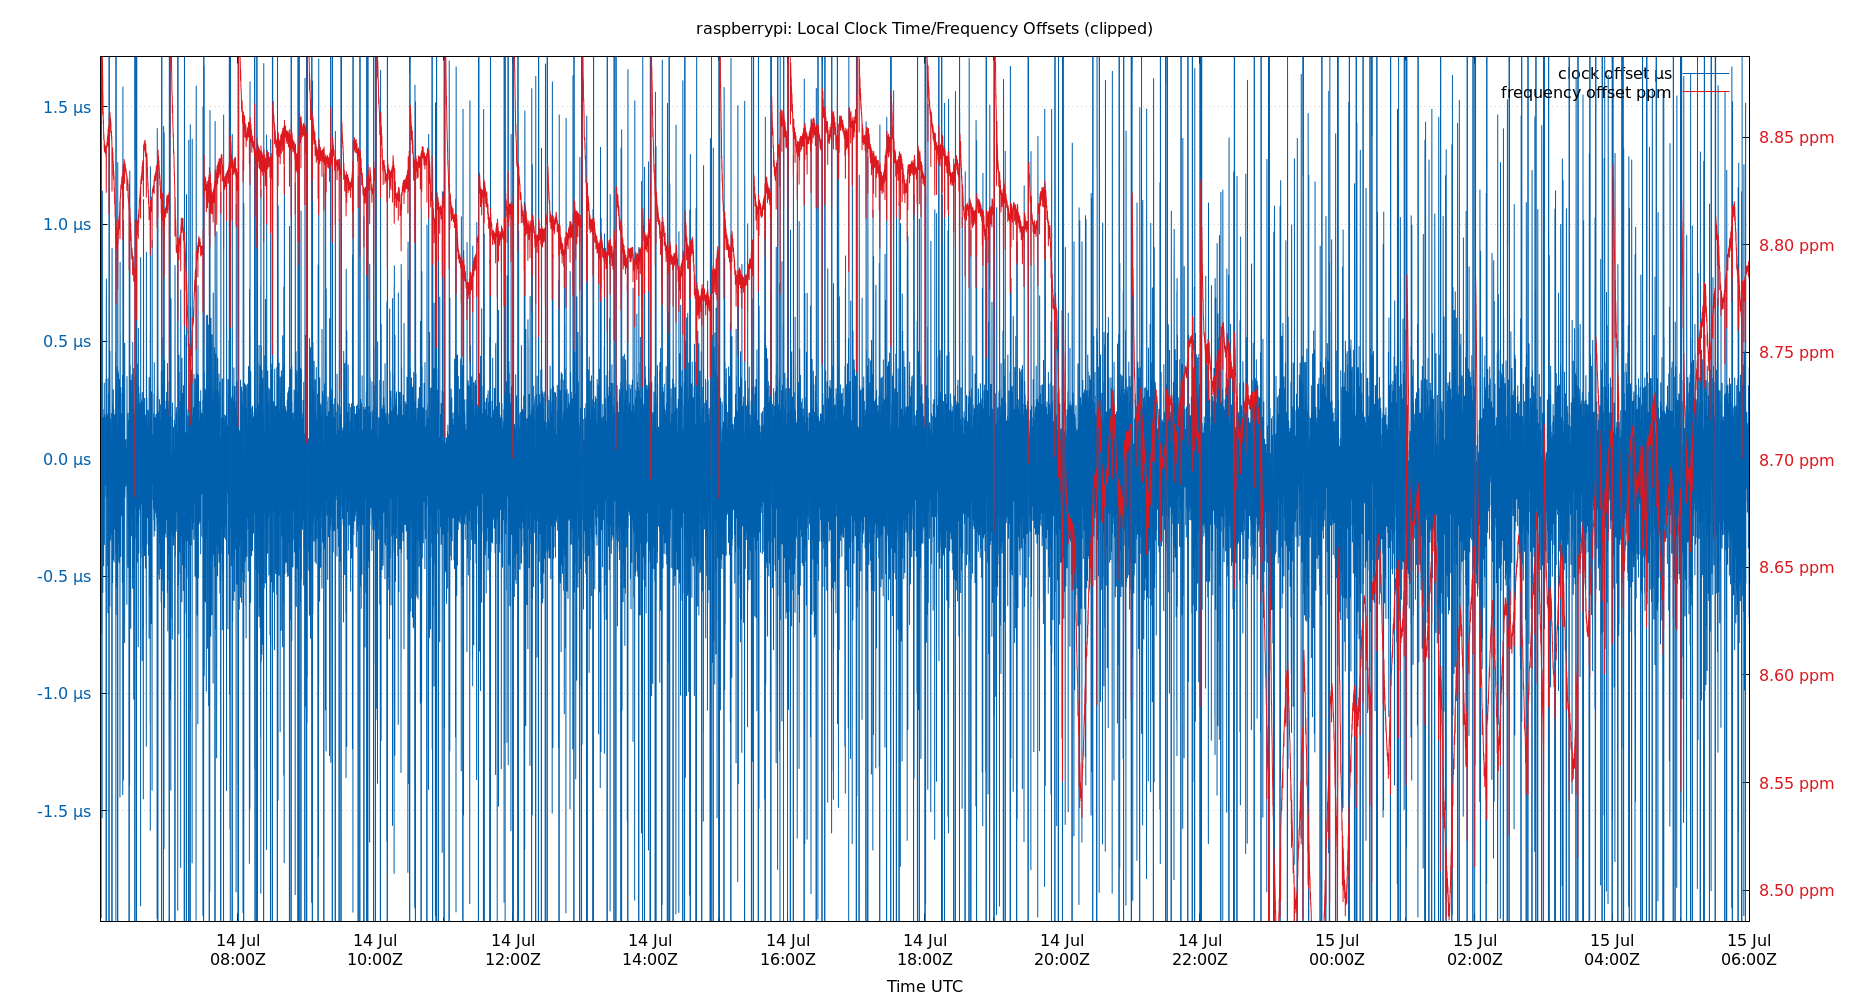 raspberrypi: Local Clock Time/Frequency Offsets (clipped)
clock offset µs
frequency offset ppm
1.5 µs
1.0 µs
0.5 µs
0.0 µs
-0.5 µs
-1.0 µs
-1.5 µs
8.85 ppm
8.80 ppm
8.75 ppm
8.70 ppm
8.65 ppm
8.60 ppm
8.55 ppm
8.50 ppm
14 Jul 14 Jul 14 Jul 14 Jul 14 Jul 14 Jul 14 Jul 14 Jul 15 Jul 15 Jul 15 Jul 15 Jul
08:00Z 10:00Z 12:00Z 14:00Z 16:00Z 18:00Z 20:00Z 22:00Z 00:00Z 02:00Z 04:00Z 06:00Z
Time UTC